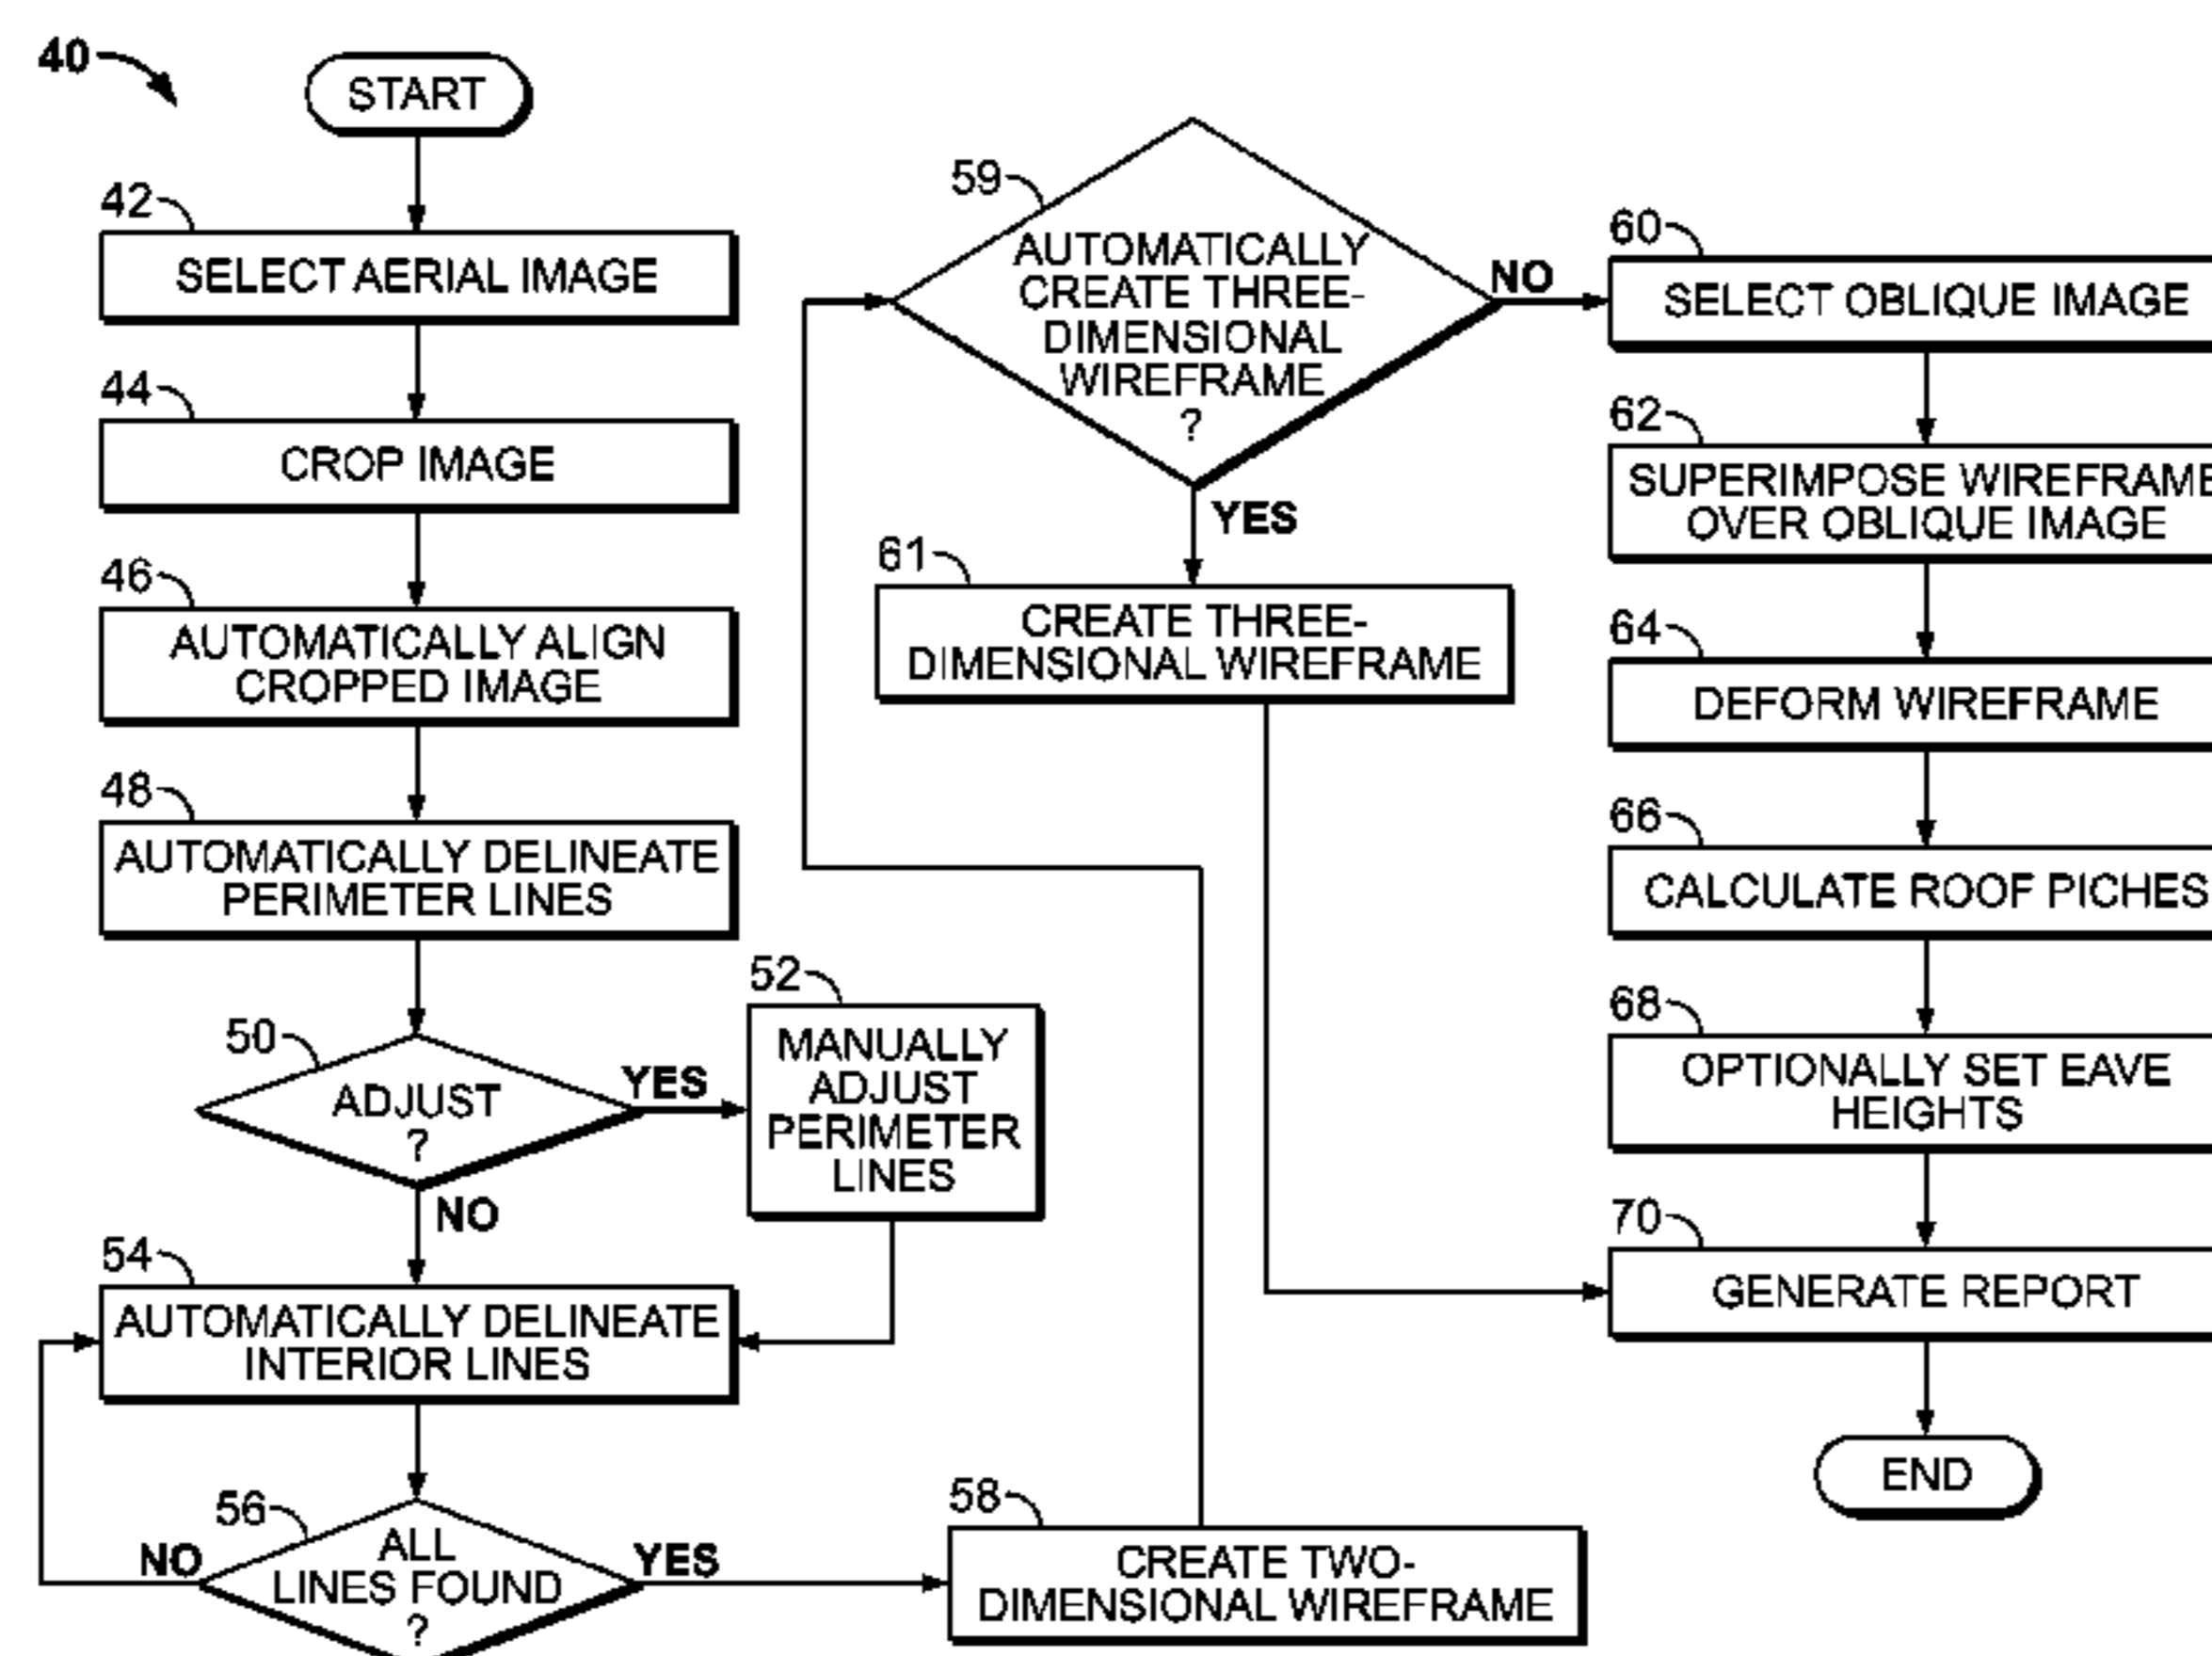 40
START
42
SELECT AERIAL IMAGE
44
CROP IMAGE
46
AUTOMATICALLY ALIGN
CROPPED IMAGE
48
AUTOMATICALLY DELINEATE
PERIMETER LINES
50
ADJUST
?
YES
NO
52
MANUALLY
ADJUST
PERIMETER
LINES
54
AUTOMATICALLY DELINEATE
INTERIOR LINES
56
ALL
LINES FOUND
?
NO
YES
58
CREATE TWO-
DIMENSIONAL WIREFRAME
59
AUTOMATICALLY
CREATE THREE-
DIMENSIONAL
WIREFRAME
?
NO
YES
61
CREATE THREE-
DIMENSIONAL WIREFRAME
60
SELECT OBLIQUE IMAGE
62
SUPERIMPOSE WIREFRAME
OVER OBLIQUE IMAGE
64
DEFORM WIREFRAME
66
CALCULATE ROOF PICHES
68
OPTIONALLY SET EAVE
HEIGHTS
70
GENERATE REPORT
END